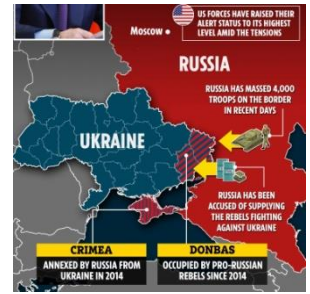 US FORCES HAVE RAISED THEIR
ALERT STATUS TO ITS HIGHEST
LEVEL AMID THE TENSIONS
Moscow
RUSSIA
RUSSIA HAS MASSED 4,000
TROOPS ON THE BORDER
IN RECENT DAYS
UKRAINE
RUSSIA HAS BEEN
ACCUSED OF SUPPLYING
THE REBELS FIGHTING
AGAINST UKRAINE
CRIMEA
ANNEXED BY RUSSIA FROM
UKRAINE IN 2014
DONBAS
OCCUPIED BY PRO-RUSSIAN
REBELS SINCE 2014